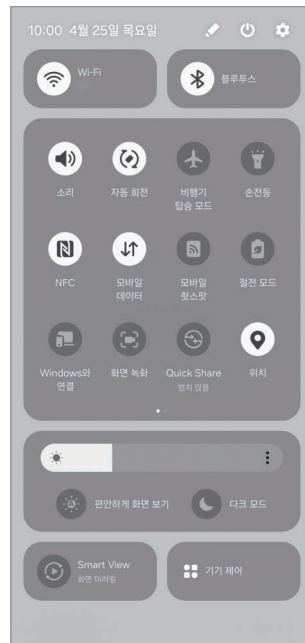 10:00 4월 25일 목요일
Wi-Fi
블루투스
소리
자동 회전
비행기
탑승 모드
손전등
NFC
모바일
데이터
모바일
핫스팟
절전 모드
Windows와
연결
화면 녹화
Quick Share
받지 않음
위치
편안하게 화면 보기
다크 모드
Smart View
화면 미러링
기기 제어